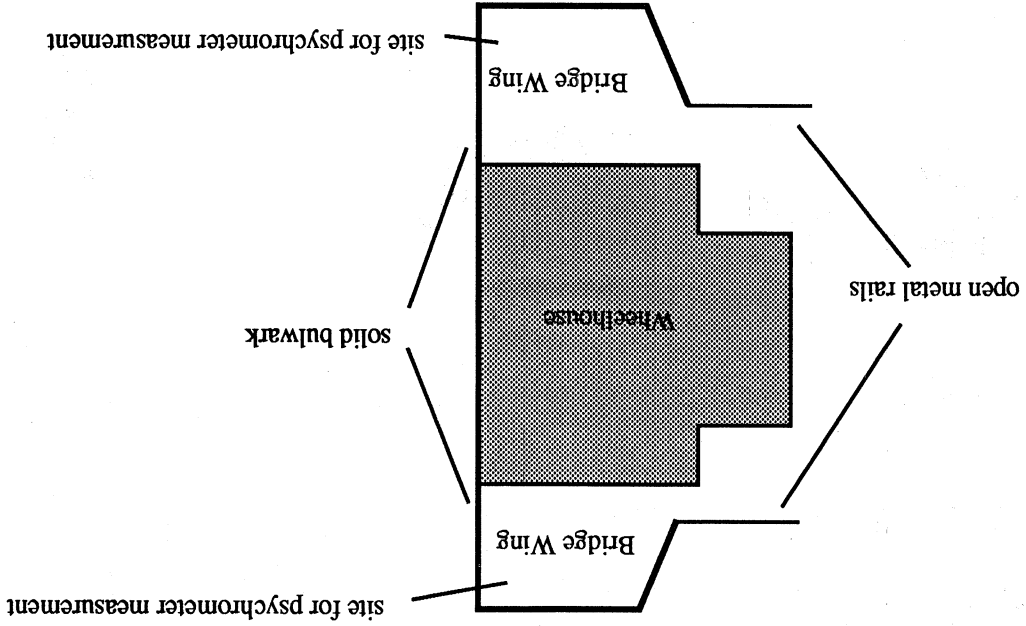 site for psychrometer measurement
Bridge Wing
solid bulwark
Wheelhouse
open metal rails
Bridge Wing
site for psychrometer measurement